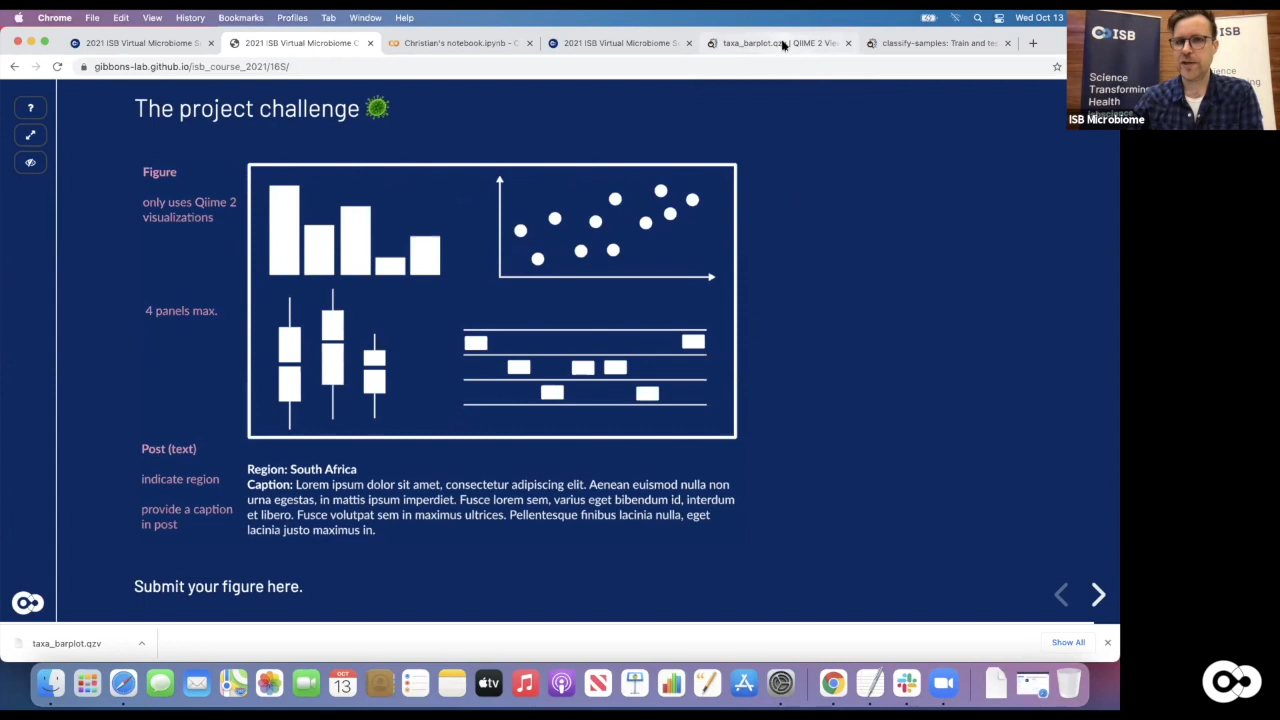 Chrome File Edit View History Bookmarks Profiles Tab Window Help
Wed Oct 13
2021 ISB Virtual Microbiome S
2021 ISB Virtual Microbiome C
Christian's notebook.ipynb - C
2021 ISB Virtual Microbiome S
taxa_barplot.qz | QIIME 2 Vie
classify-samples: Train and te
gibbons-lab.github.io/isb_course_2021/16S/
ISB
ISB
Science
Transforming
Health
ISB Microbiome
?
The project challenge
Figure
only uses Qiime 2
visualizations
4 panels max.
Post (text)
indicate region
provide a caption
in post
Region: South Africa
Caption: Lorem ipsum dolor sit amet, consectetur adipiscing elit. Aenean euismod nulla non
urna egestas, in mattis ipsum imperdiet. Fusce lorem sem, varius eget bibendum id, interdum
et libero. Fusce volutpat sem in maximus ultrices. Pellentesque finibus lacinia nulla, eget
lacinia justo maximus in.
Submit your figure here.
taxa_barplot.qzv
Show All
OCT
13
tv